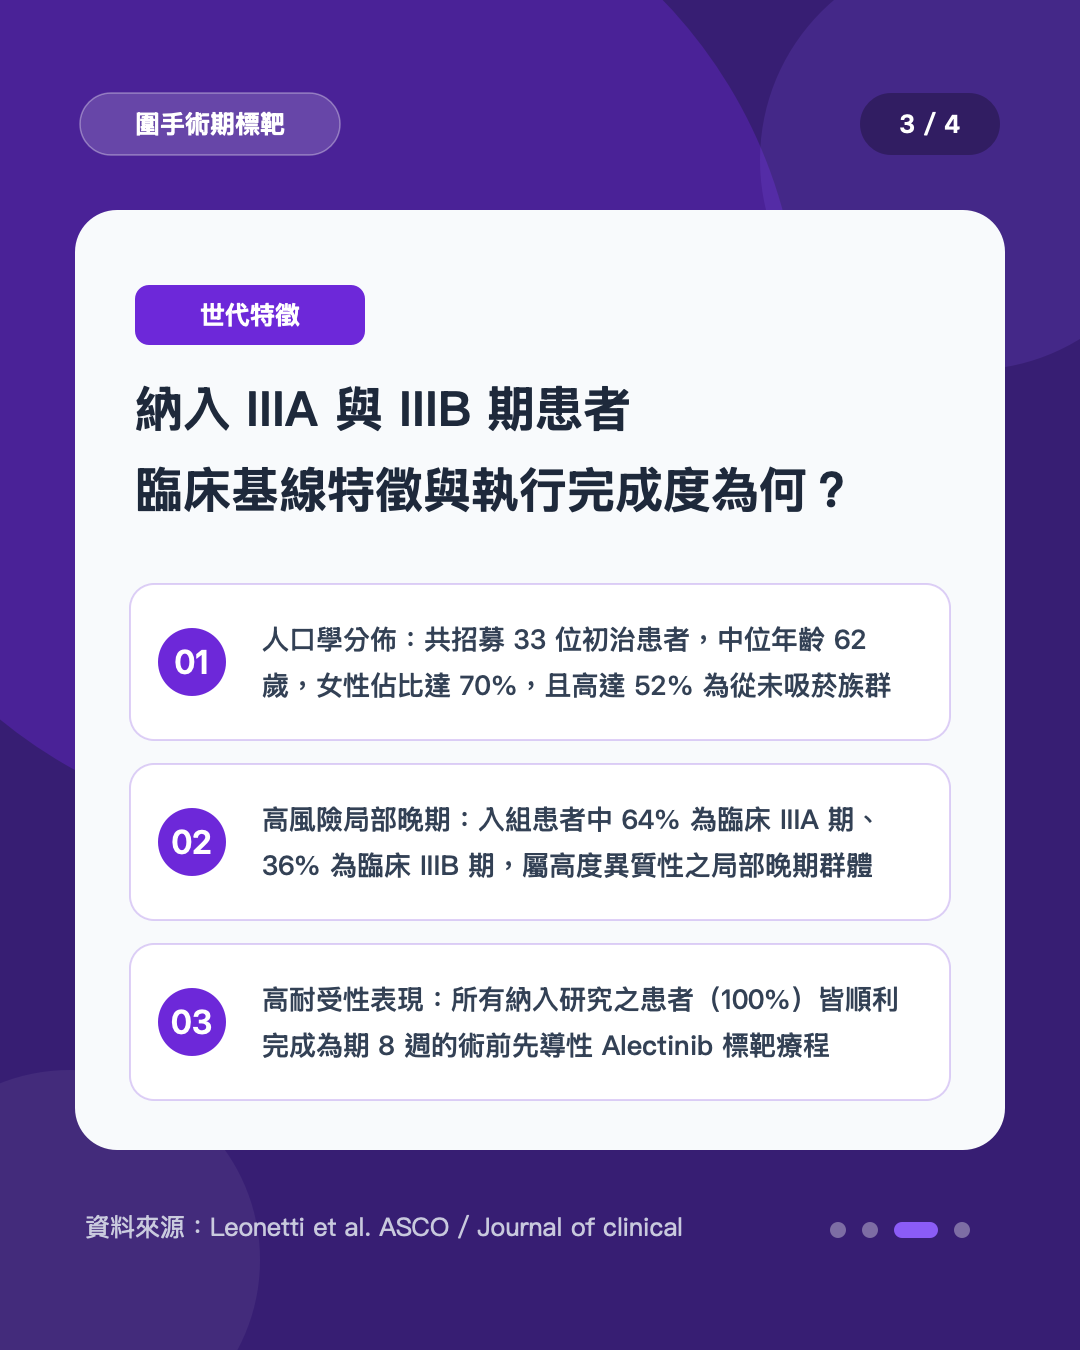 圍手術期標靶
3 / 4
世代特徵
納入 IIIA 與 IIIB 期患者
臨床基線特徵與執行完成度為何？
01
人口學分佈：共招募 33 位初治患者，中位年齡 62
歲，女性佔比達 70%，且高達 52% 為從未吸菸族群
02
高風險局部晚期：入組患者中 64% 為臨床 IIIA 期、
36% 為臨床 IIIB 期，屬高度異質性之局部晚期群體
03
高耐受性表現：所有納入研究之患者（100%）皆順利
完成為期 8 週的術前先導性 Alectinib 標靶療程
資料來源：Leonetti et al. ASCO / Journal of clinical